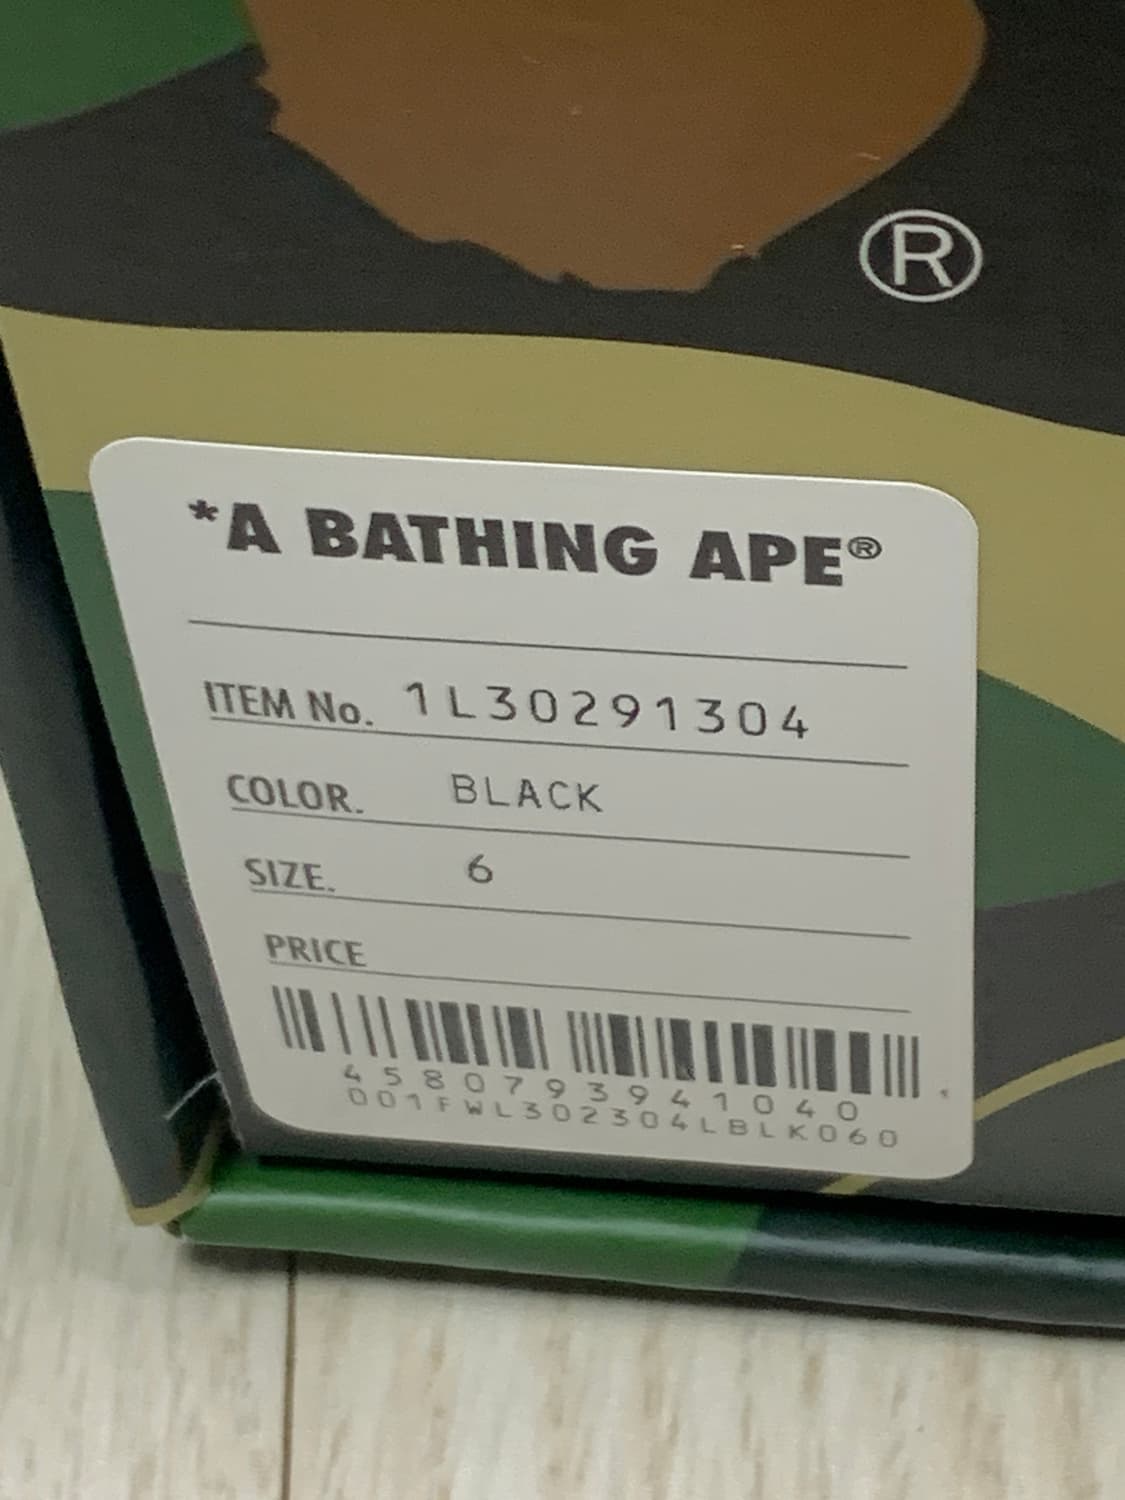 ®
*A BATHING APE®
ITEM No. 1L30291304
COLOR. BLACK
SIZE. 6
PRICE
4580793941040
001FWL302304LBLK060